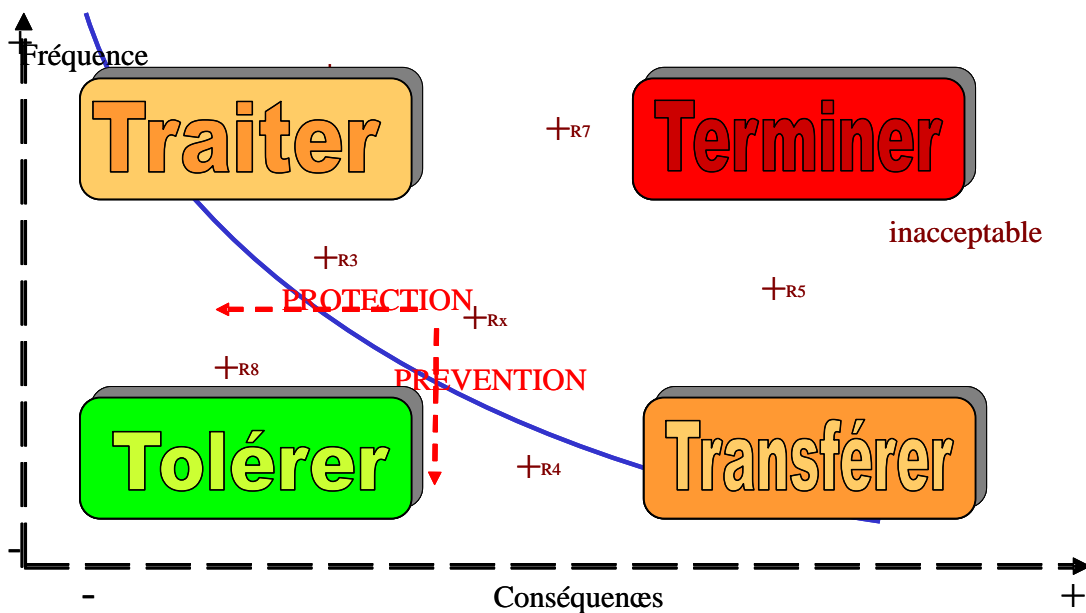 +
Fréquence
Traiter
Terminer
+R7
inacceptable
+R3
+R5
PROTECTION
+Rx
+R8
PREVENTION
Tolérer
Transférer
+R4
-
-
Conséquences
+